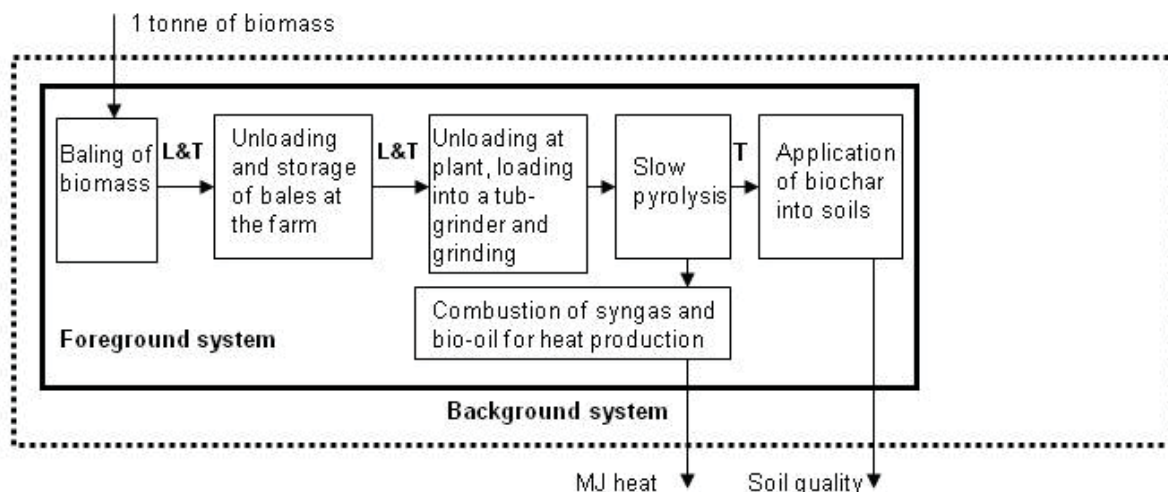 1 tonne of biomass
Baling of
biomass
L&T
Unloading
and storage
of bales at
the farm
L&T
Unloading at
plant, loading
into a tub-
grinder and
grinding
Slow
pyrolysis
T
Application
of biochar
into soils
Combustion of syngas and
bio-oil for heat production
Foreground system
Background system
MJ heat
Soil quality